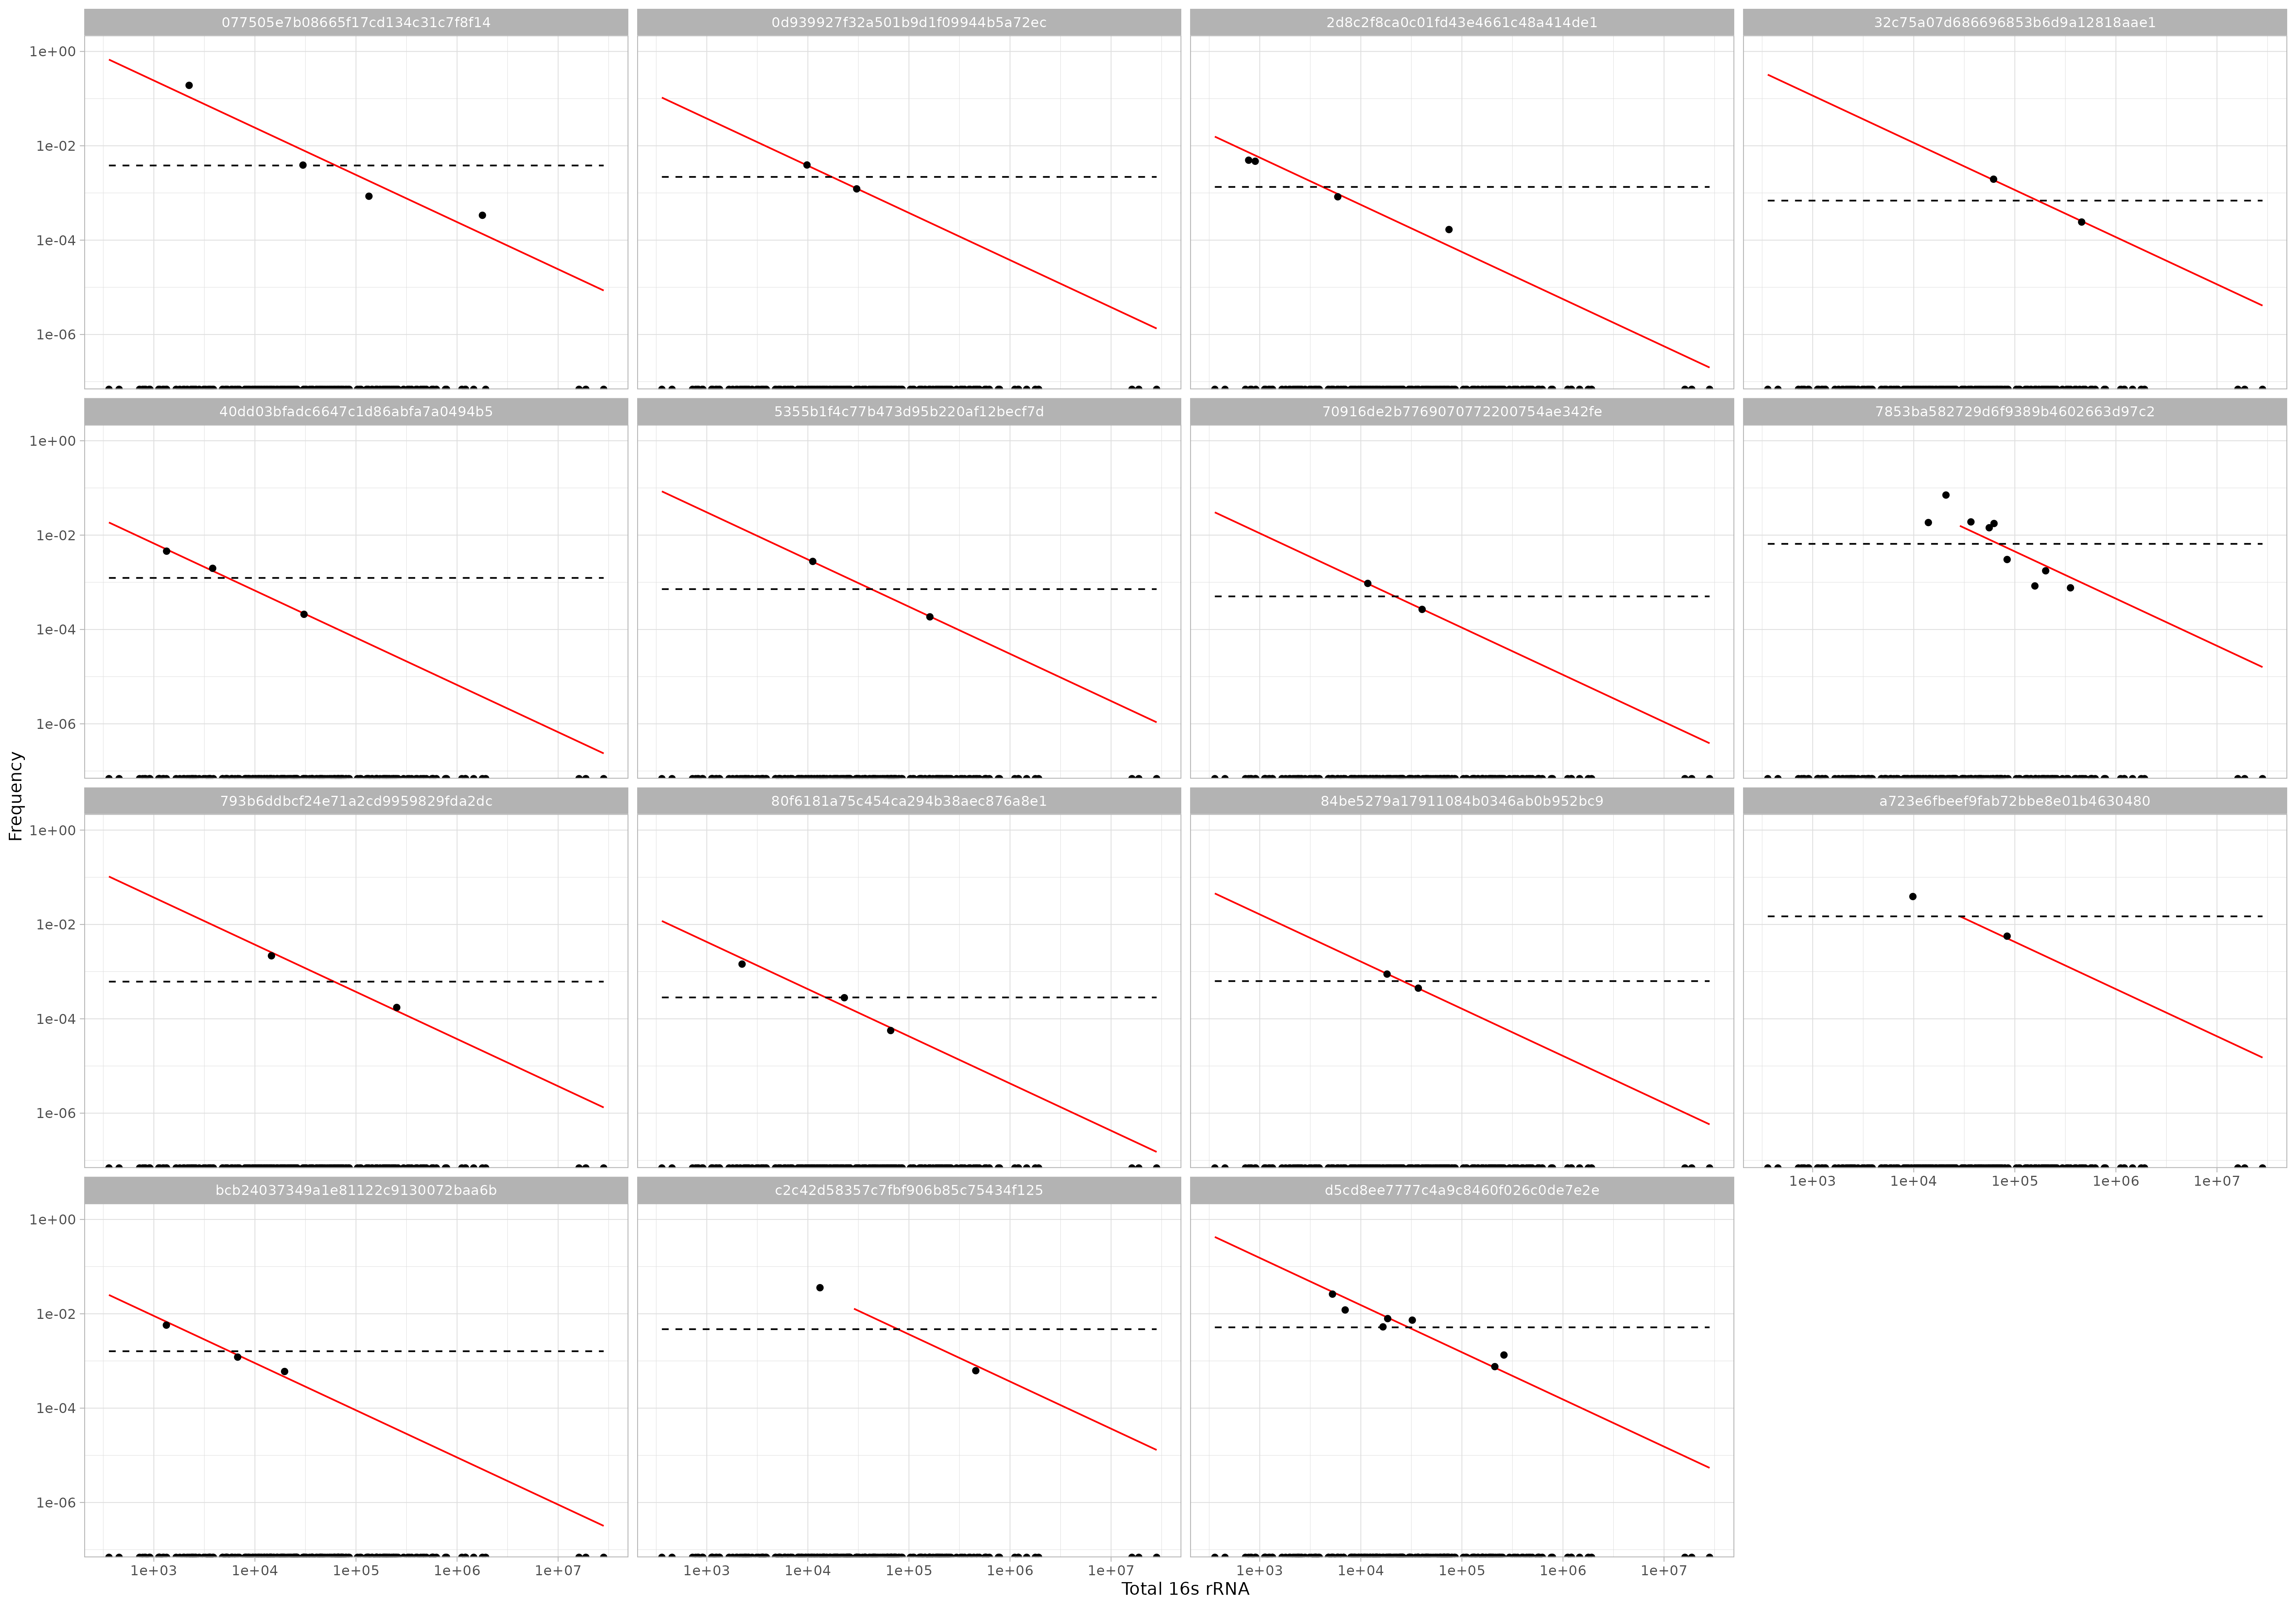 077505e7b08665f17cd134c31c7f8f14
0d939927f32a501b9d1f09944b5a72ec
2d8c2f8ca0c01fd43e4661c48a414de1
32c75a07d686696853b6d9a12818aae1
1e+00
1e-02
1e-04
1e-06
40dd03bfadc6647c1d86abfa7a0494b5
5355b1f4c77b473d95b220af12becf7d
70916de2b7769070772200754ae342fe
7853ba582729d6f9389b4602663d97c2
1e+00
1e-02
1e-04
1e-06
Frequency
793b6ddbcf24e71a2cd9959829fda2dc
80f6181a75c454ca294b38aec876a8e1
84be5279a17911084b0346ab0b952bc9
a723e6fbeef9fab72bbe8e01b4630480
1e+00
1e-02
1e-04
1e-06
1e+03 1e+04 1e+05 1e+06 1e+07
bcb24037349a1e81122c9130072baa6b
c2c42d58357c7fbf906b85c75434f125
d5cd8ee7777c4a9c8460f026c0de7e2e
1e+00
1e-02
1e-04
1e-06
1e+03 1e+04 1e+05 1e+06 1e+07
1e+03 1e+04 1e+05 1e+06 1e+07
1e+03 1e+04 1e+05 1e+06 1e+07
Total 16s rRNA